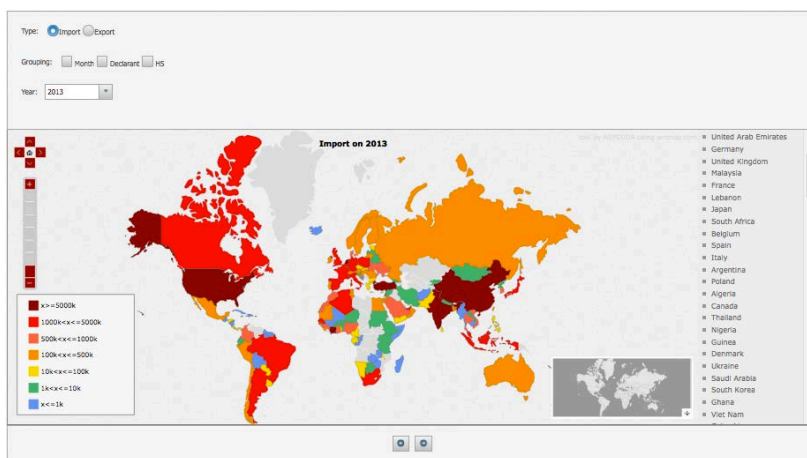 Type: Import Export
Grouping: Month Declarant HS
Year: 2013
Import on 2013
x>=5000k
1000k<x<=5000k
500k<x<=1000k
100k<x<=500k
10k<x<=100k
1k<x<=10k
x<=1k
United Arab Emirates
Germany
United Kingdom
Malaysia
France
Lebanon
Japan
South Africa
Belgium
Spain
Italy
Argentina
Poland
Algeria
Canada
Thailand
Nigeria
Guinea
Denmark
Ukraine
Saudi Arabia
South Korea
Ghana
Viet Nam